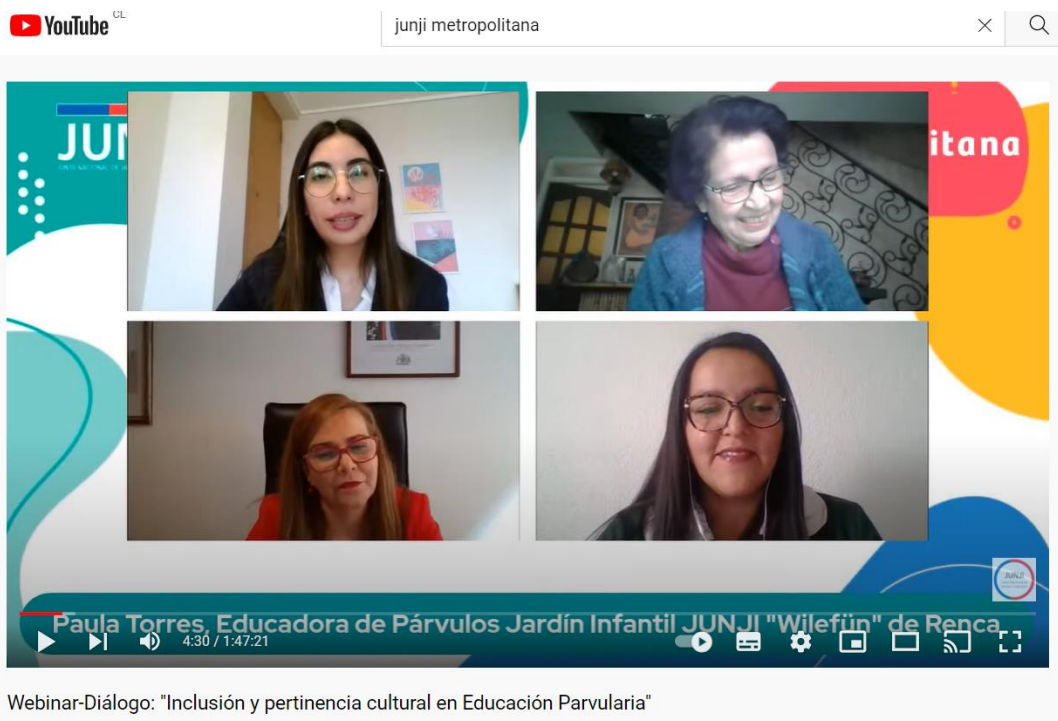 YouTube CL
junji metropolitana
JUN
itana
JUNJI
Paula Torres, Educadora de Párvulos Jardín Infantil JUNJI "Wilefün" de Renca
4:30 / 1:47:21
Webinar-Diálogo: "Inclusión y pertinencia cultural en Educación Parvularia"